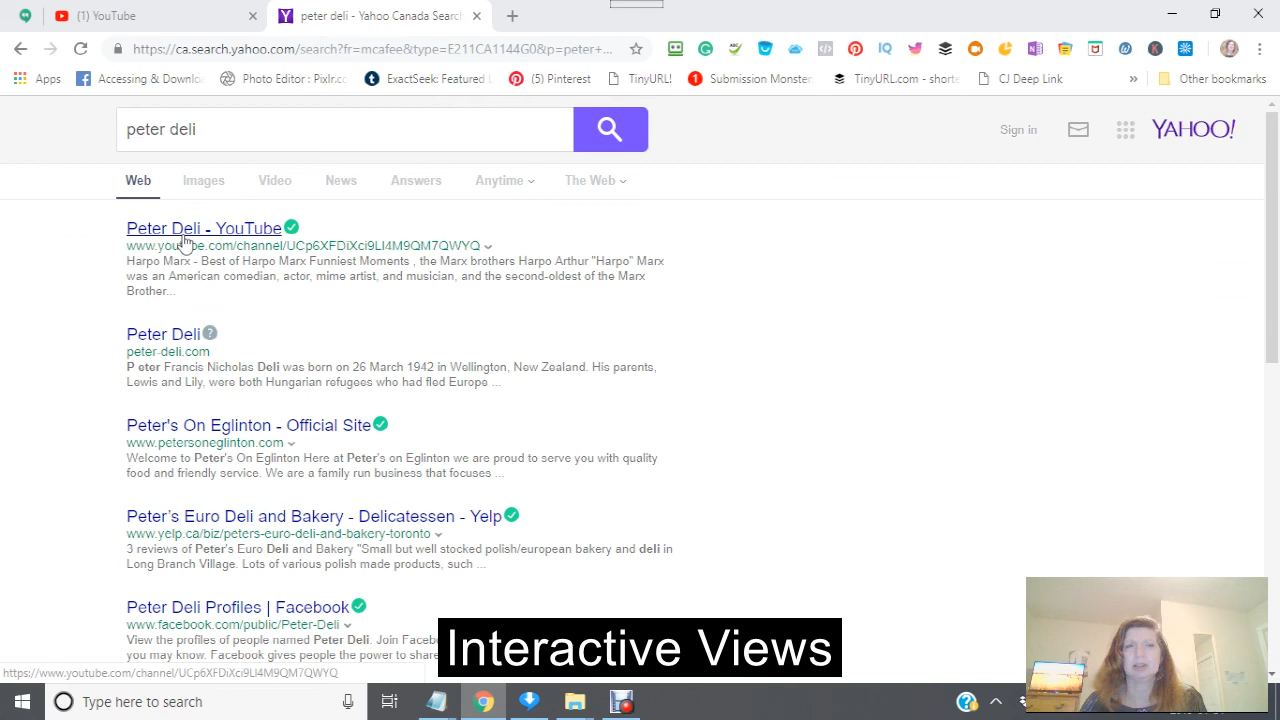 (1) YouTube
peter deli - Yahoo Canada Search
https://ca.search.yahoo.com/search?fr=mcafee&type=E211CA1144G0&p=peter+...
Apps
Accessing & Downlo
Photo Editor : Pixlr.co
ExactSeek: Featured L
(5) Pinterest
TinyURL!
Submission Monster
TinyURL.com - shorte
CJ Deep Link
»
Other bookmarks
peter deli
Sign in
YAHOO!
Web
Images
Video
News
Answers
Anytime
The Web
Peter Deli - YouTube
www.youtube.com/channel/UCp6XFDiXci9LI4M9QM7QWYQ
Harpo Marx - Best of Harpo Marx Funniest Moments , the Marx brothers Harpo Arthur "Harpo" Marx
was an American comedian, actor, mime artist, and musician, and the second-oldest of the Marx
Brother...
Peter Deli
peter-deli.com
P eter Francis Nicholas Deli was born on 26 March 1942 in Wellington, New Zealand. His parents,
Lewis and Lily, were both Hungarian refugees who had fled Europe ...
Peter's On Eglinton - Official Site
www.petersoneglinton.com
Welcome to Peter's On Eglinton Here at Peter's on Eglinton we are proud to serve you with quality
food and friendly service. We are a family run business that focuses ...
Peter's Euro Deli and Bakery - Delicatessen - Yelp
www.yelp.ca/biz/peters-euro-deli-and-bakery-toronto
3 reviews of Peter's Euro Deli and Bakery "Small but well stocked polish/european bakery and deli in
Long Branch Village. Lots of various polish made products, such ...
Peter Deli Profiles | Facebook
www.facebook.com/public/Peter-Deli
View the profiles of people named Peter Deli. Join Faceb
you may know. Facebook gives people the power to
Interactive Views
https://www.youtube.com/channel/UCp6XFDiXci9LI4M9QM7QWYQ
Type here to search